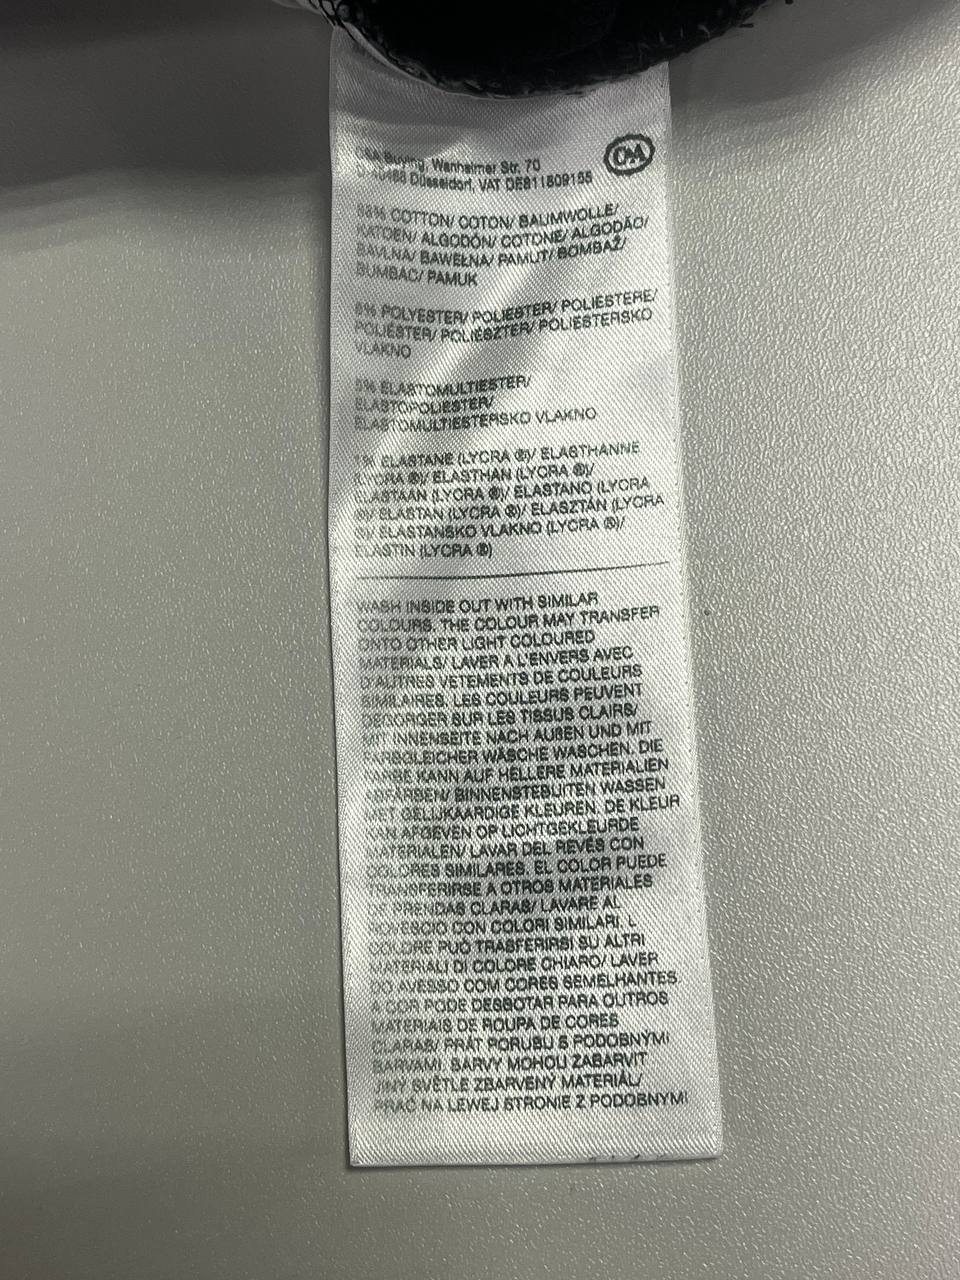 C&A
Buying, Wanheimer Str. 70
Düsseldorf, VAT DE811809155
88% COTTON/ COTON/ BAUMWOLLE/
KATOEN/ ALGODÓN/ COTONE/ ALGODÃO/
BAVLNA/ BAWEŁNA/ PAMUT/ BOMBAŽ/
BUMBAC/ PAMUK
6% POLYESTER/ POLIESTER/ POLIESTERE/
POLIÉSTER/ POLIÉSZTER/ POLIESTERSKO
VLAKNO
5% ELASTOMULTIESTER/
ELASTOPOLIESTER/
ELASTOMULTIESTERSKO VLAKNO
1% ELASTANE (LYCRA ®)/ ELASTHANNE
(LYCRA ®)/ ELASTHAN (LYCRA ®)/
ELASTAAN (LYCRA ®)/ ELASTANO (LYCRA
®)/ ELASTAN (LYCRA ®)/ ELASZTÁN (LYCRA
®)/ ELASTANSKO VLAKNO (LYCRA ®)/
ELASTIN (LYCRA ®)
WASH INSIDE OUT WITH SIMILAR
COLOURS. THE COLOUR MAY TRANSFER
ONTO OTHER LIGHT COLOURED
MATERIALS/ LAVER A L'ENVERS AVEC
D'AUTRES VETEMENTS DE COULEURS
SIMILAIRES. LES COULEURS PEUVENT
DEGORGER SUR LES TISSUS CLAIRS/
MIT INNENSEITE NACH AUßEN UND MIT
FARBGLEICHER WÄSCHE WASCHEN. DIE
FARBE KANN AUF HELLERE MATERIALIEN
ABFÄRBEN/ BINNENSTEBUITEN WASSEN
MET GELIJKAARDIGE KLEUREN. DE KLEUR
KAN AFGEVEN OP LICHTGEKLEURDE
MATERIALEN/ LAVAR DEL REVÉS CON
COLORES SIMILARES. EL COLOR PUEDE
TRANSFERIRSE A OTROS MATERIALES
DE PRENDAS CLARAS/ LAVARE AL
ROVESCIO CON COLORI SIMILARI. L
COLORE PUÒ TRASFERIRSI SU ALTRI
MATERIALI DI COLORE CHIARO/ LAVER
DO AVESSO COM CORES SEMELHANTES
A COR PODE DESBOTAR PARA OUTROS
MATERIAIS DE ROUPA DE CORES
CLARAS/ PRÁT PORUBU S PODOBNÝMI
BARVAMI. BARVY MOHOU ZABARVIT
JINÝ SVĚTLE ZBARVENÝ MATERIÁL/
PRAĆ NA LEWEJ STRONIE Z PODOBNYMI